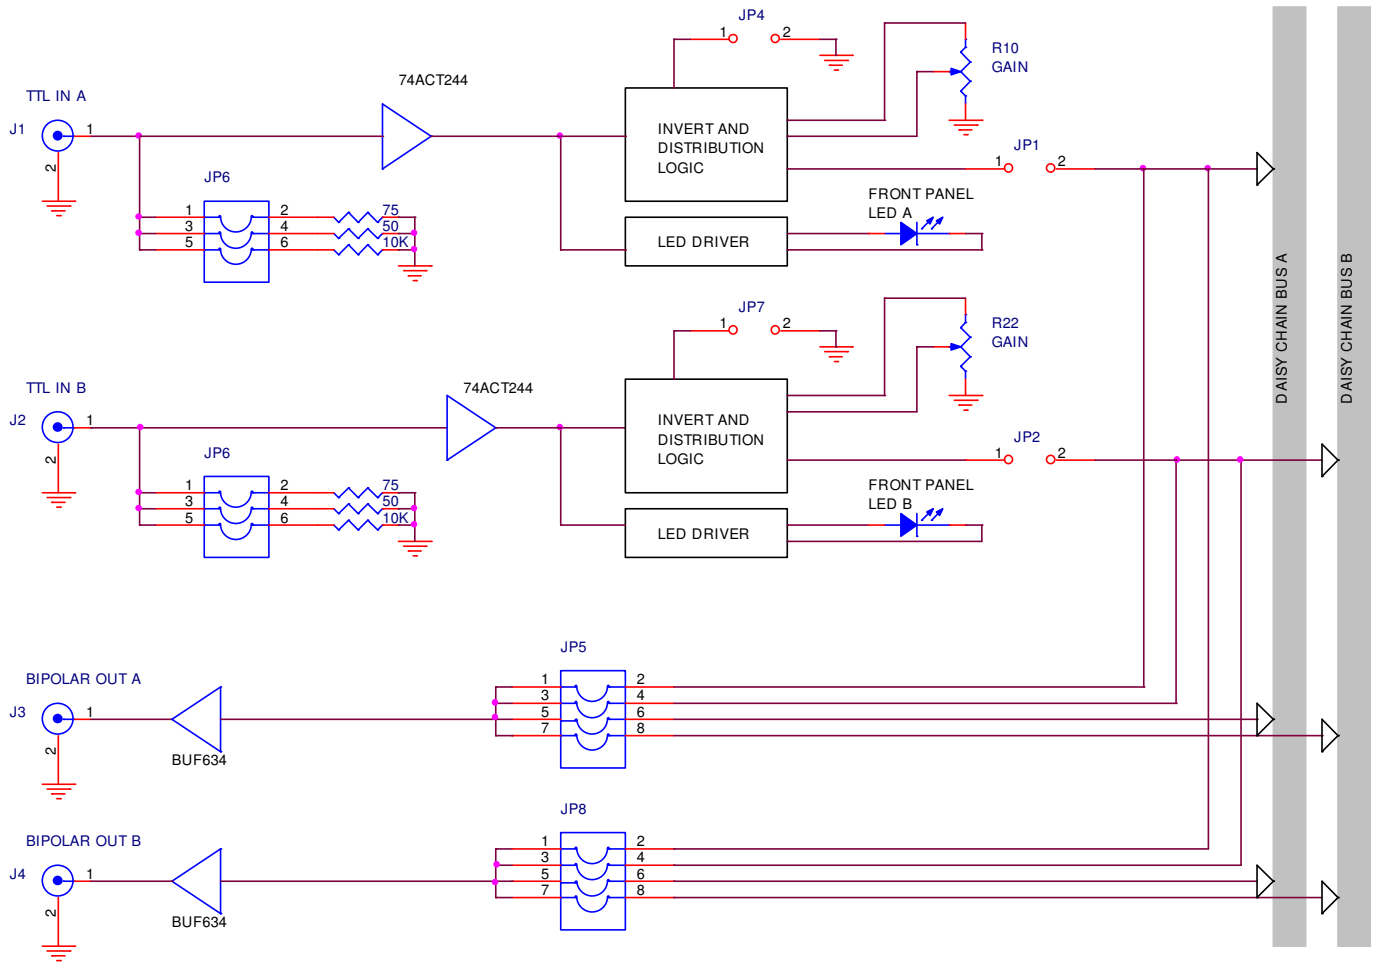 JP4
1 2
R10
GAIN
74ACT244
TTL IN A
J1
1
2
INVERT AND
DISTRIBUTION
LOGIC
JP1
1 2
JP6
1 2 75
3 4 50
5 6 10K
FRONT PANEL
LED A
LED DRIVER
DAISY CHAIN BUS A
DAISY CHAIN BUS B
JP7
1 2
R22
GAIN
74ACT244
TTL IN B
J2
1
2
INVERT AND
DISTRIBUTION
LOGIC
JP2
1 2
JP6
1 2 75
3 4 50
5 6 10K
FRONT PANEL
LED B
LED DRIVER
JP5
1 2
3 4
5 6
7 8
BIPOLAR OUT A
J3
1
2
BUF634
JP8
1 2
3 4
5 6
7 8
BIPOLAR OUT B
J4
1
2
BUF634